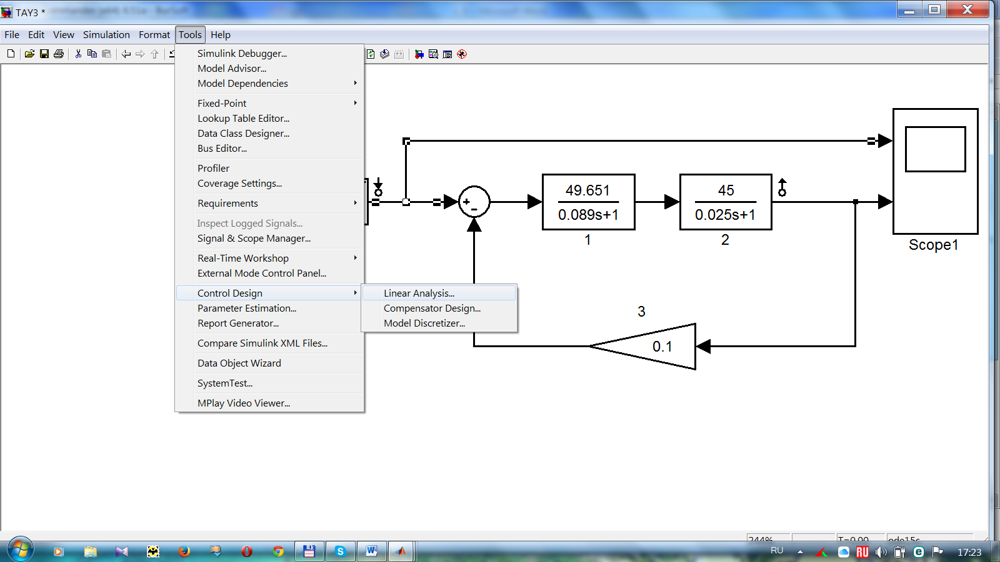 TAY3 *
File Edit View Simulation Format Tools Help
Simulink Debugger...
Model Advisor...
Model Dependencies
Fixed-Point
Lookup Table Editor...
Data Class Designer...
Bus Editor...
Profiler
Coverage Settings...
Requirements
Inspect Logged Signals...
Signal & Scope Manager...
Real-Time Workshop
External Mode Control Panel...
Control Design
Parameter Estimation...
Report Generator...
Compare Simulink XML Files...
Data Object Wizard
SystemTest...
MPlay Video Viewer...
Linear Analysis...
Compensator Design...
Model Discretizer...
49.651
0.089s+1
1
45
0.025s+1
2
Scope1
3
0.1
244%
T=0.00
ode15s
RU
RU
17:23